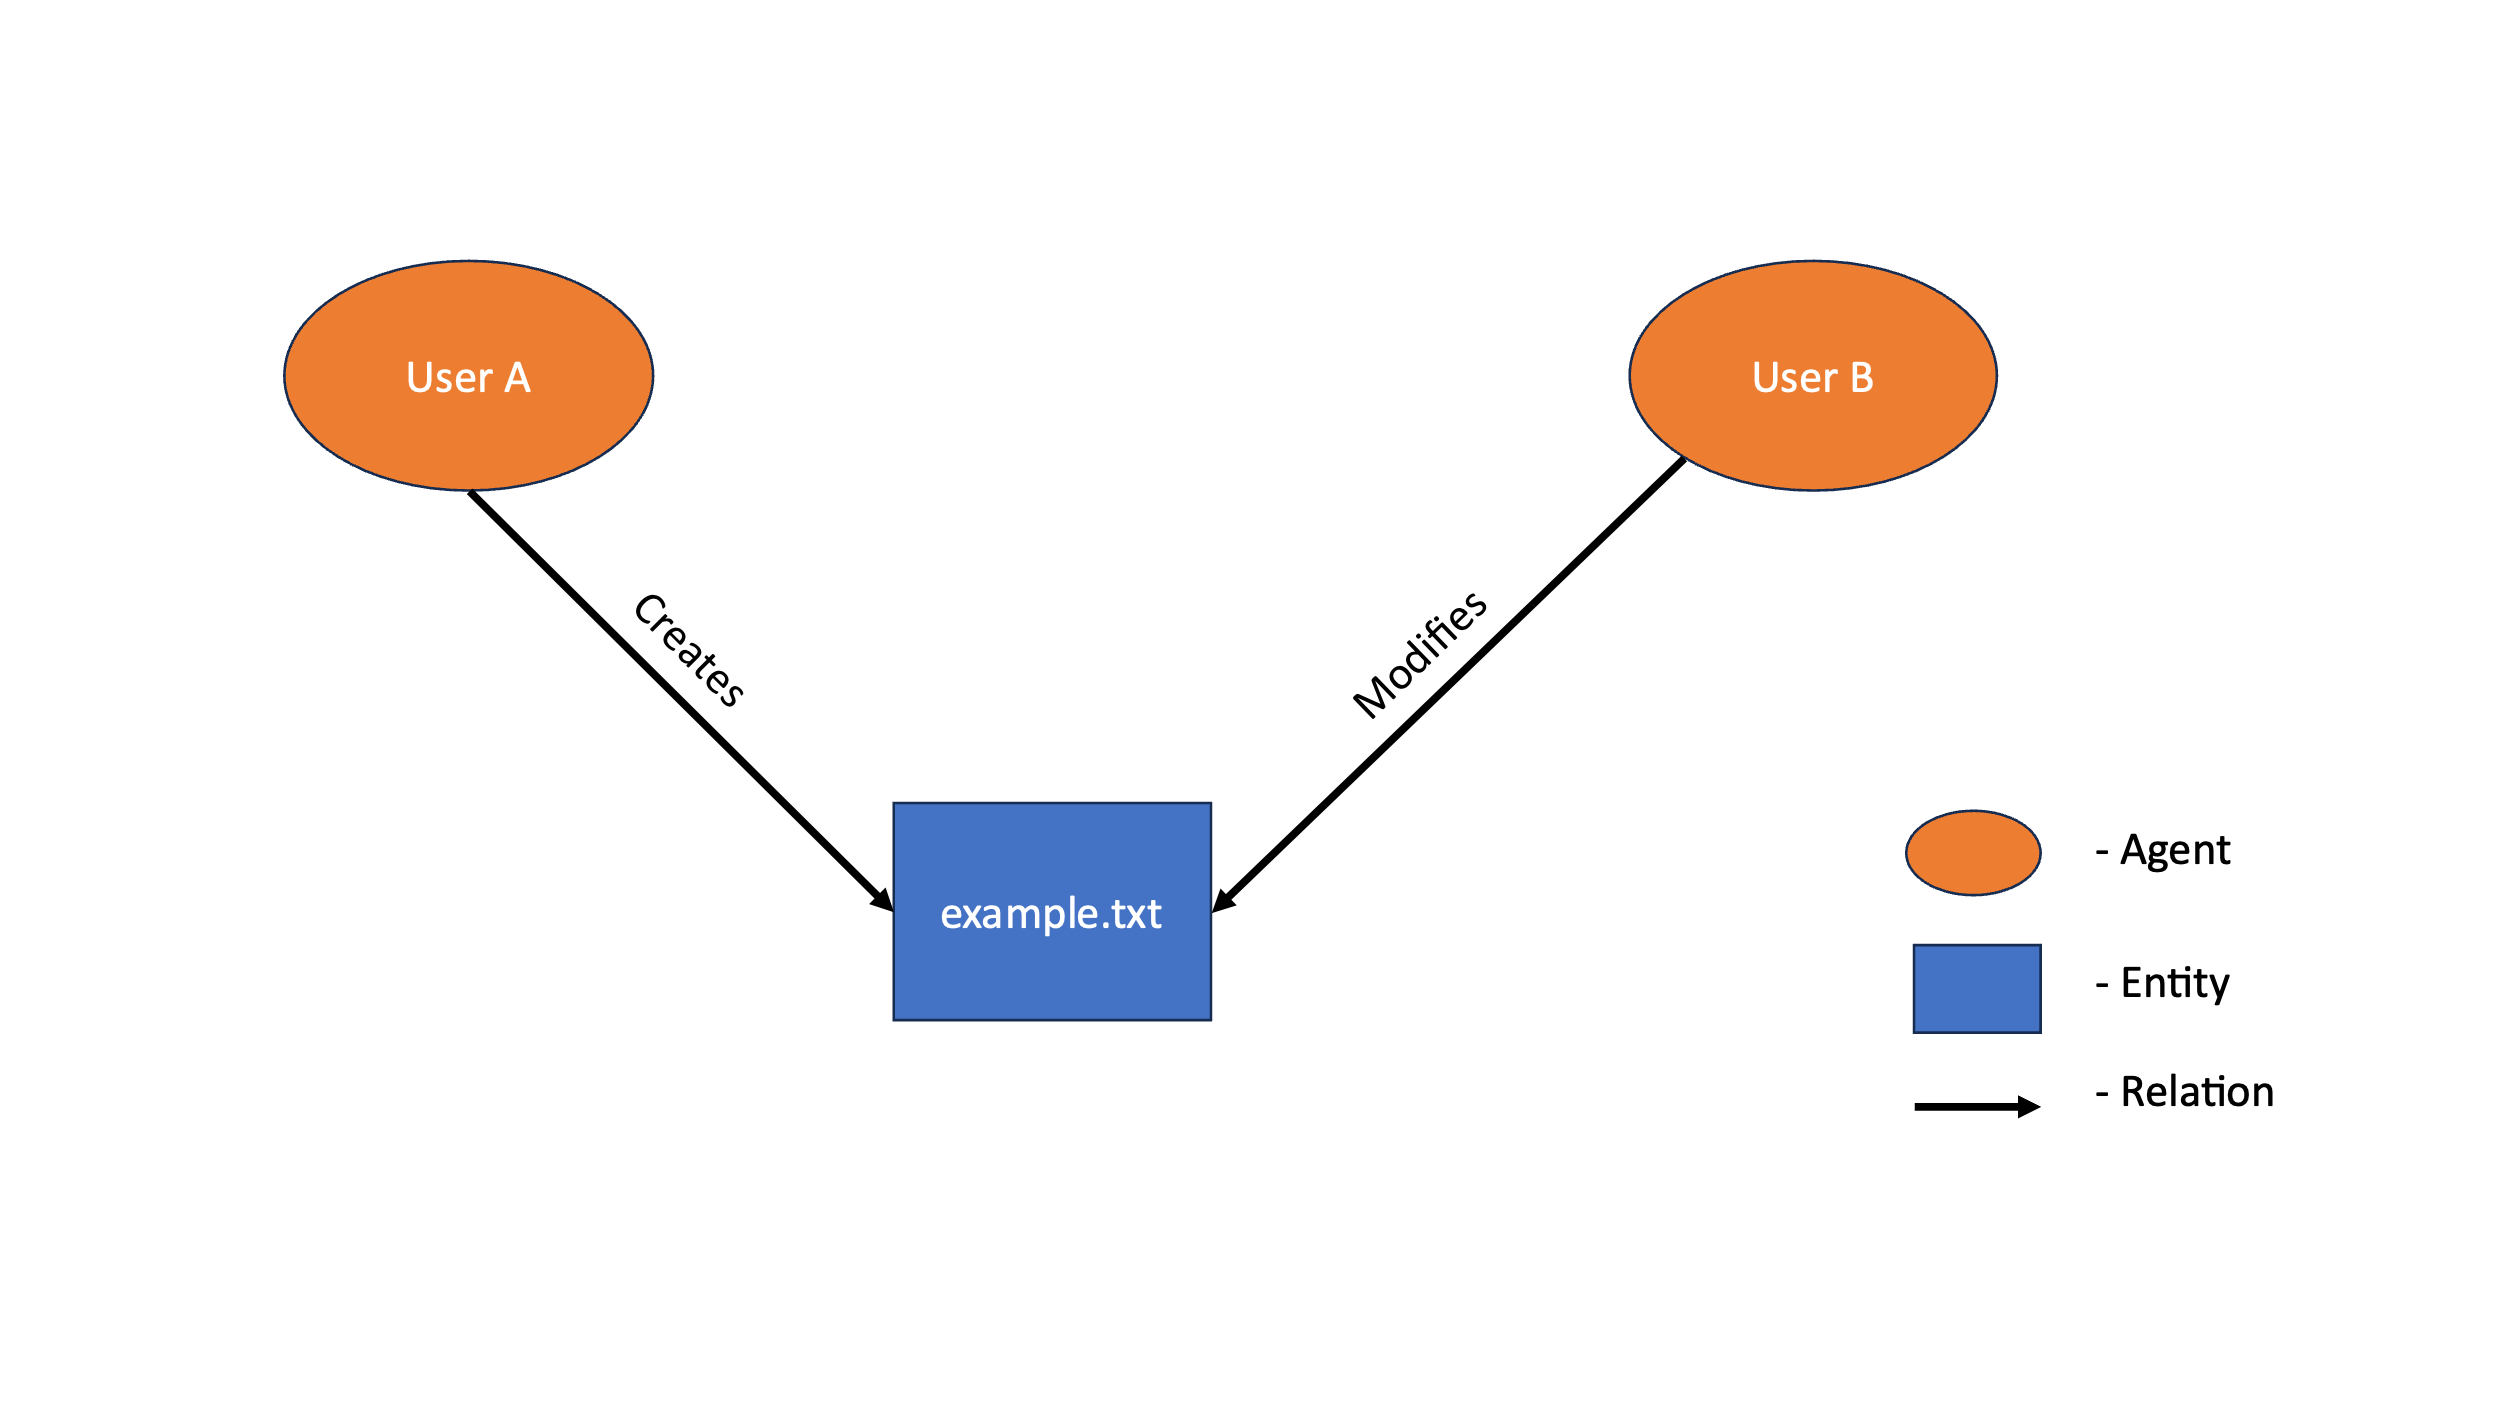 User A
User B
Creates
Modifies
example.txt
- Agent
- Entity
- Relation